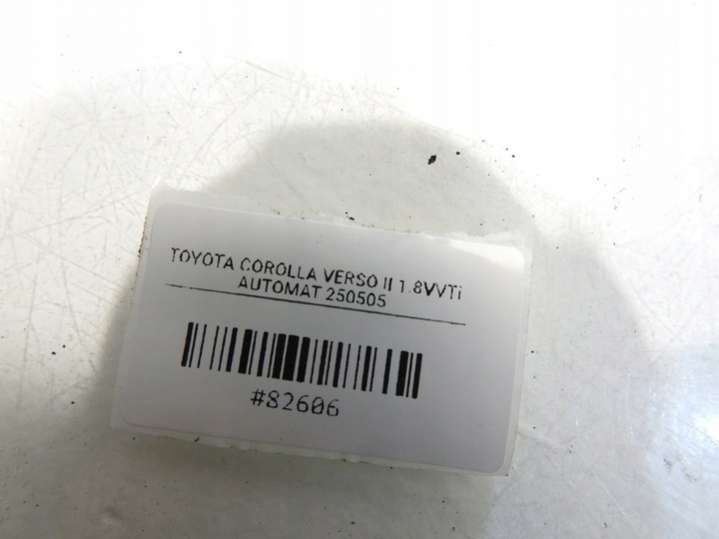 TOYOTA COROLLA VERSO II 1.8VVTi
AUTOMAT 250505
#82606